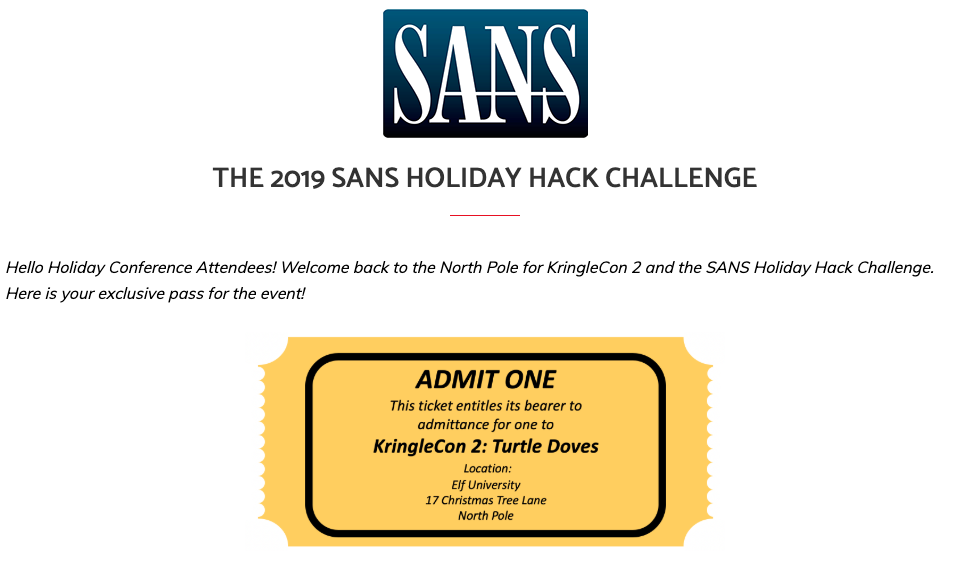 SANS
THE 2019 SANS HOLIDAY HACK CHALLENGE
Hello Holiday Conference Attendees! Welcome back to the North Pole for KringleCon 2 and the SANS Holiday Hack Challenge.
Here is your exclusive pass for the event!
ADMIT ONE
This ticket entitles its bearer to
admittance for one to
KringleCon 2: Turtle Doves
Location:
Elf University
17 Christmas Tree Lane
North Pole